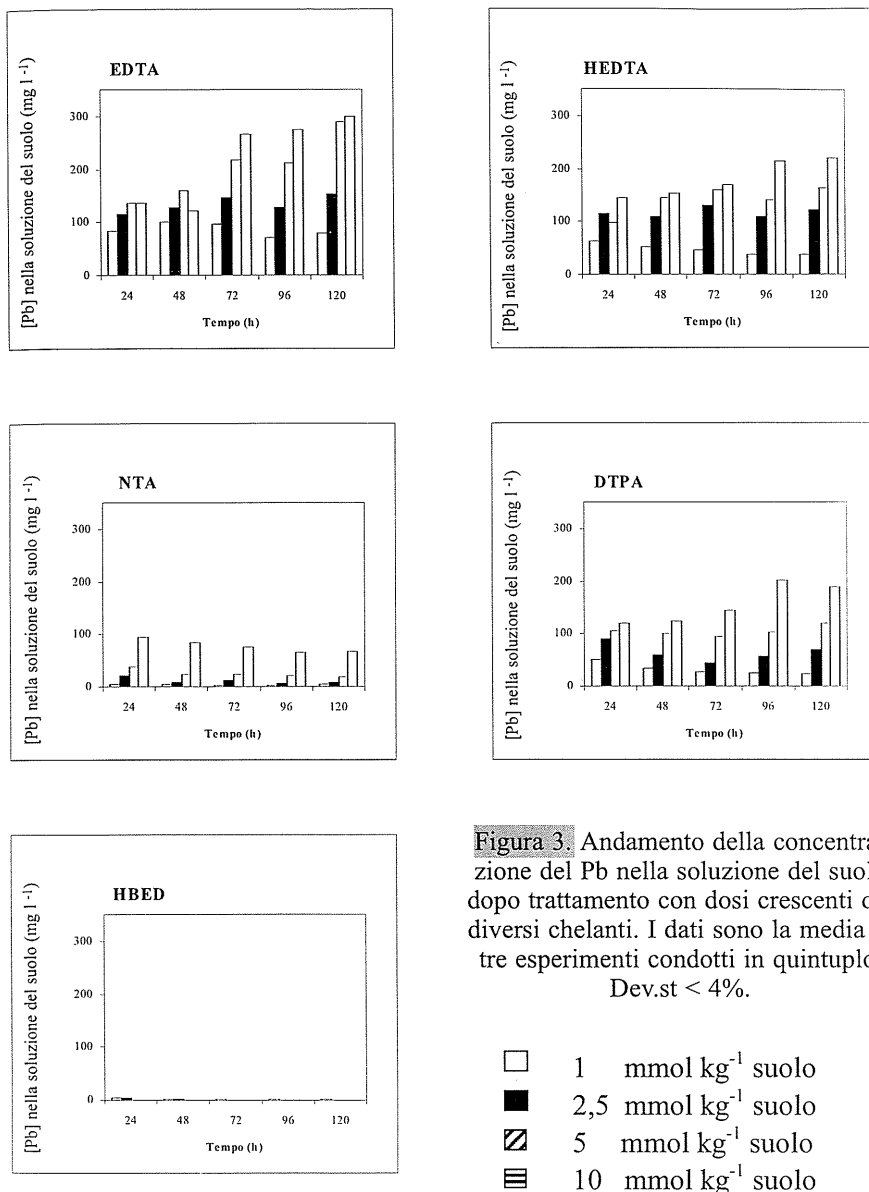 EDTA
[Pb] nella soluzione del suolo (mg l -1)
300
200
100
0
24 48 72 96 120
Tempo (h)
HEDTA
[Pb] nella soluzione del suolo (mg l -1)
300
200
100
0
24 48 72 96 120
Tempo (h)
NTA
[Pb] nella soluzione del suolo (mg l -1)
300
200
100
0
24 48 72 96 120
Tempo (h)
DTPA
[Pb] nella soluzione del suolo (mg l -1)
300
200
100
0
24 48 72 96 120
Tempo (h)
HBED
[Pb] nella soluzione del suolo (mg l -1)
300
200
100
0
24 48 72 96 120
Tempo (h)
Figura 3. Andamento della concentra
zione del Pb nella soluzione del suol
dopo trattamento con dosi crescenti d
diversi chelanti. I dati sono la media
tre esperimenti condotti in quintuplo
Dev.st < 4%.
1 mmol kg-1 suolo
2,5 mmol kg-1 suolo
5 mmol kg-1 suolo
10 mmol kg-1 suolo